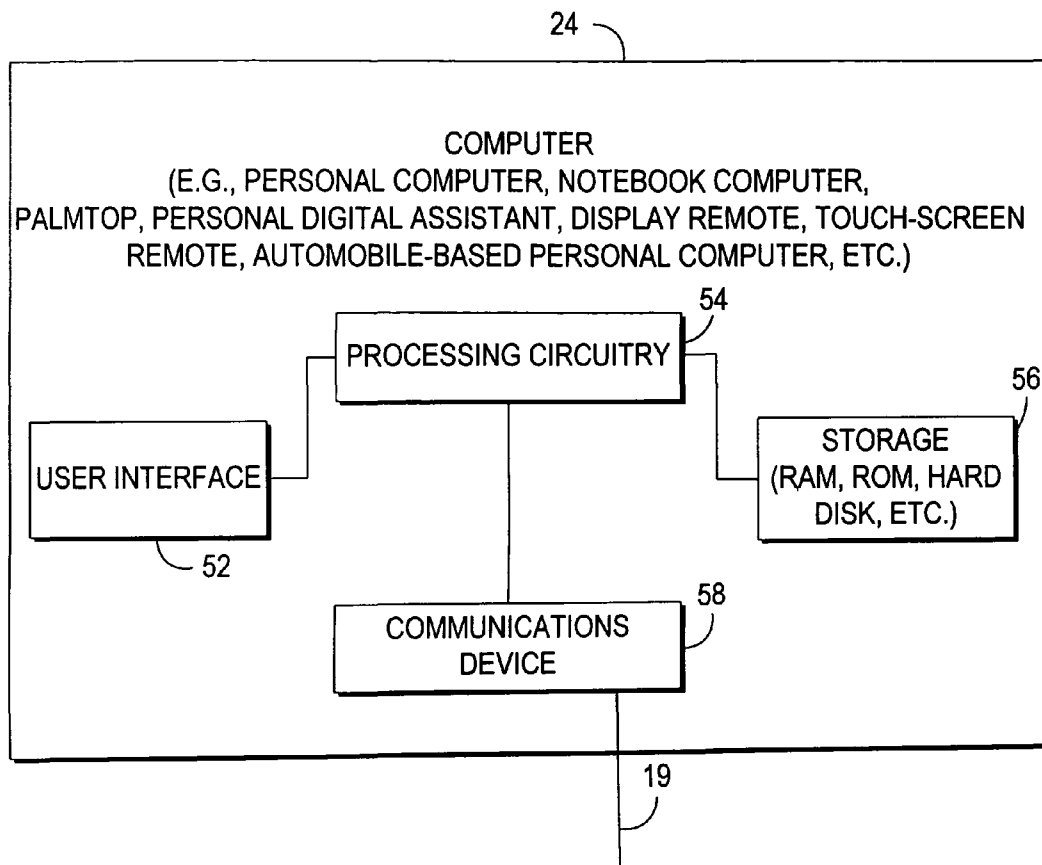 24
COMPUTER
(E.G., PERSONAL COMPUTER, NOTEBOOK COMPUTER,
PALMTOP, PERSONAL DIGITAL ASSISTANT, DISPLAY REMOTE, TOUCH-SCREEN
REMOTE, AUTOMOBILE-BASED PERSONAL COMPUTER, ETC.)
54
PROCESSING CIRCUITRY
56
STORAGE
(RAM, ROM, HARD
DISK, ETC.)
USER INTERFACE
52
58
COMMUNICATIONS
DEVICE
19